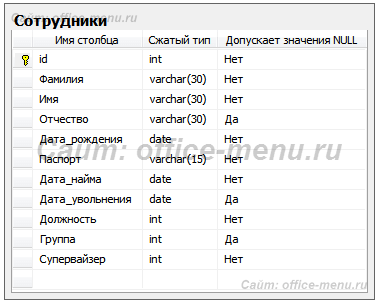 Сайт: office-menu.ru
Сотрудники
Имя столбца Сжатый тип Допускает значения NULL
id int Нет
Фамилия varchar(30) Нет
Имя varchar(30) Нет
Отчество varchar(30) Да
Дата_рождения date Нет
Сайт: office-menu.ru
Паспорт varchar(15) Нет
Дата_найма date Нет
Дата_увольнения date Да
Должность int Нет
Группа int Да
Супервайзер int Нет
Сайт: office-menu.ru